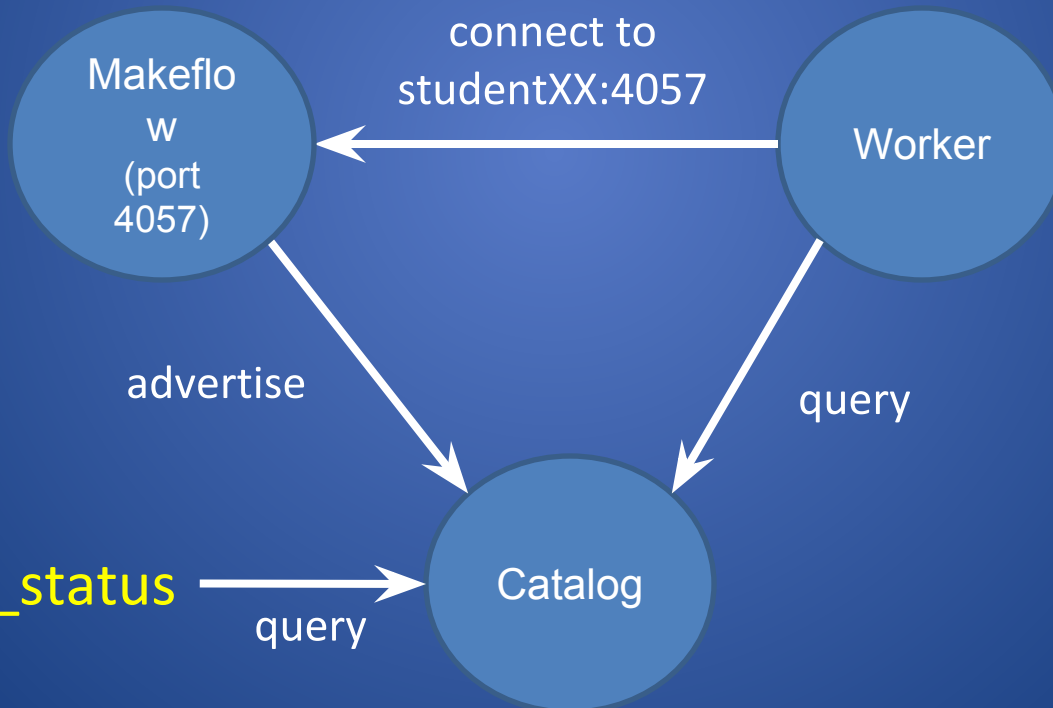 connect to
studentXX:4057
Makeflo
w
(port
4057)
Worker
advertise
query
_status
query
Catalog